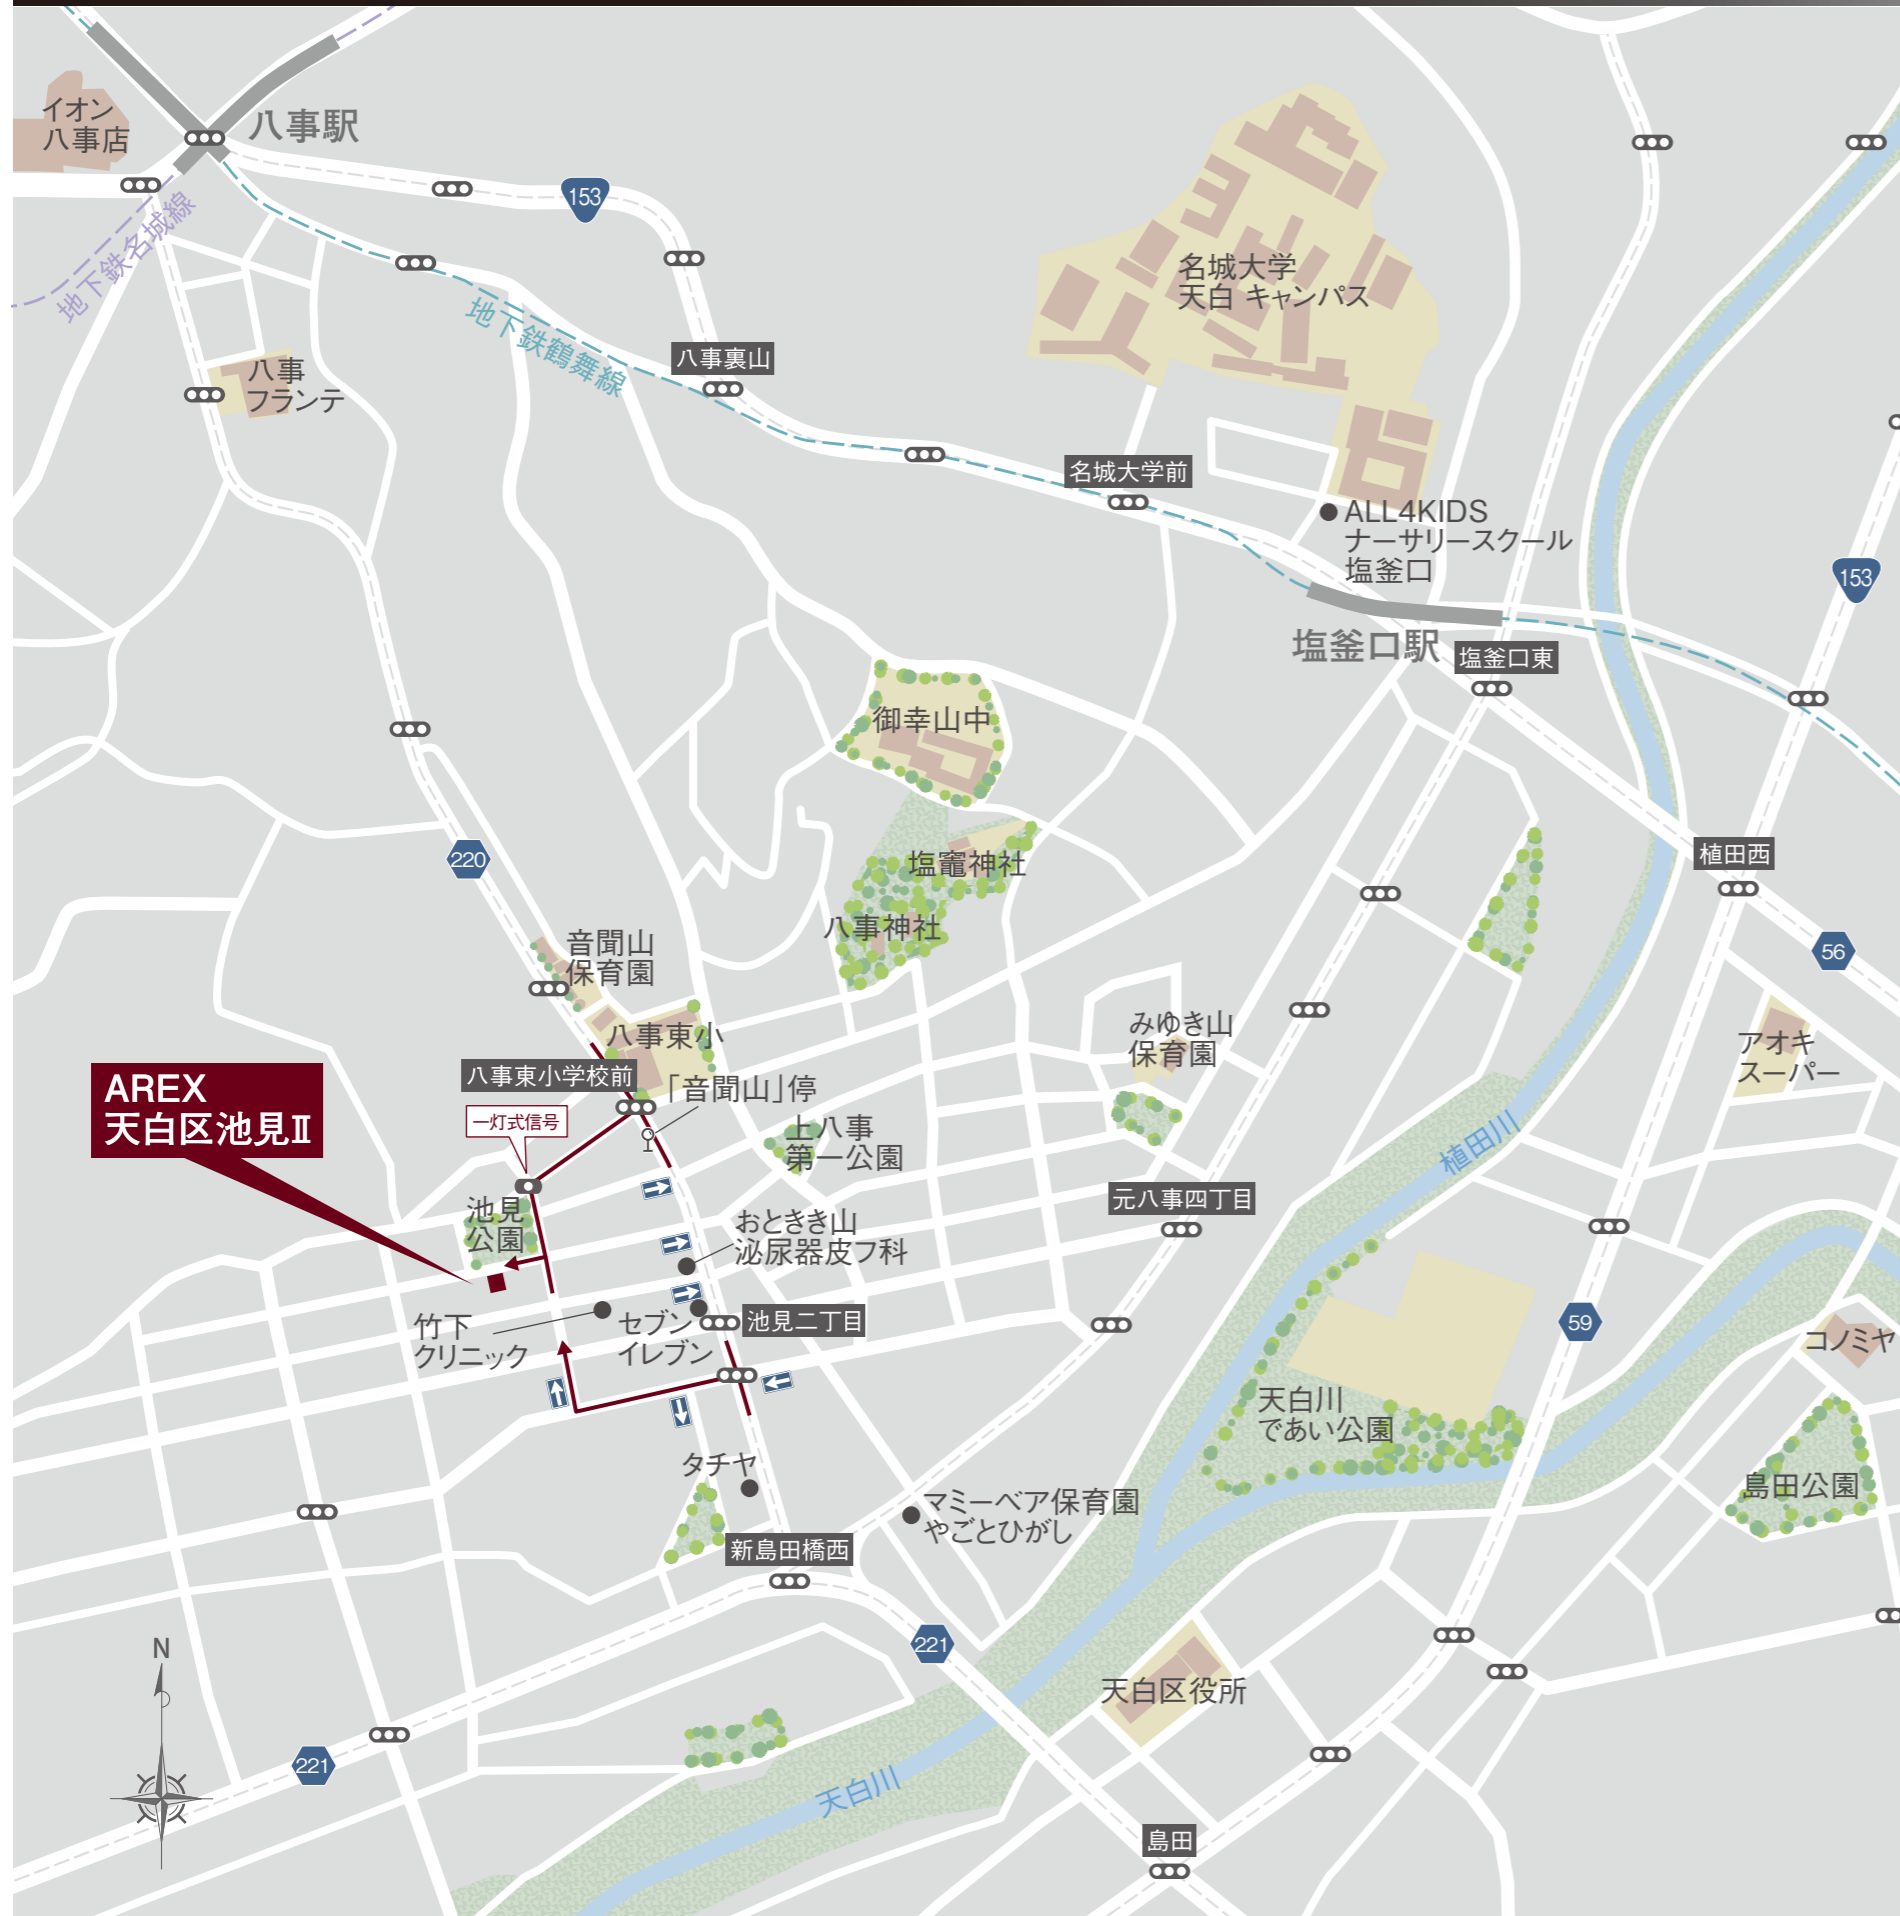 イオン
八事店
八事駅
153
地下鉄名城線
地下鉄鶴舞線
八事
フランテ
八事裏山
名城大学
天白 キャンパス
名城大学前
ALL4KIDS
ナーサリースクール
塩釜口
153
塩釜口駅
塩釜口東
御幸山中
220
塩竈神社
八事神社
植田西
56
音聞山
保育園
八事東小
みゆき山
保育園
アオキ
スーパー
八事東小学校前
「音聞山」停
AREX
天白区池見Ⅱ
一灯式信号
上八事
第一公園
植田川
池見
公園
おときき山
泌尿器皮フ科
元八事四丁目
竹下
クリニック
セブン
イレブン
池見二丁目
59
コノミヤ
天白川
であい公園
タチヤ
島田公園
マミーベア保育園
やごとひがし
新島田橋西
221
N
天白区役所
221
天白川
島田